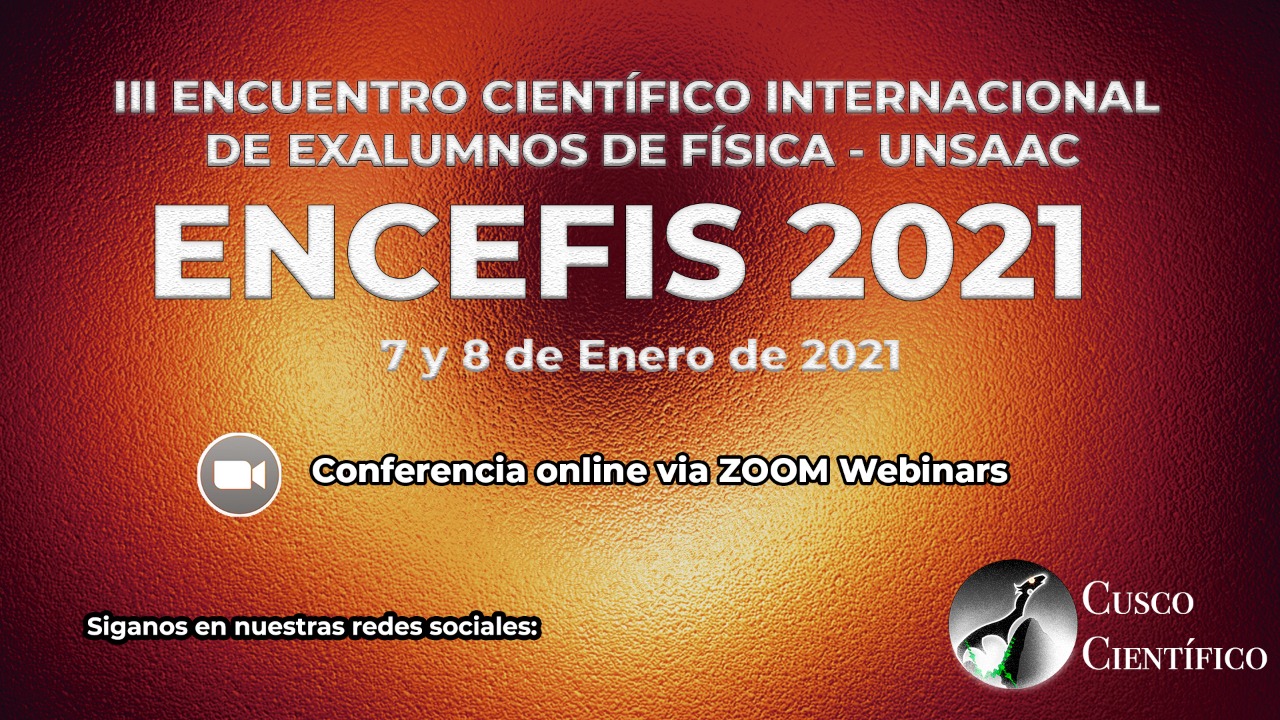 III ENCUENTRO CIENTÍFICO INTERNACIONAL
DE EXALUMNOS DE FÍSICA - UNSAAC
ENCEFIS 2021
7 y 8 de Enero de 2021
Conferencia online via ZOOM Webinars
Siganos en nuestras redes sociales:
CUSCO
CIENTÍFICO